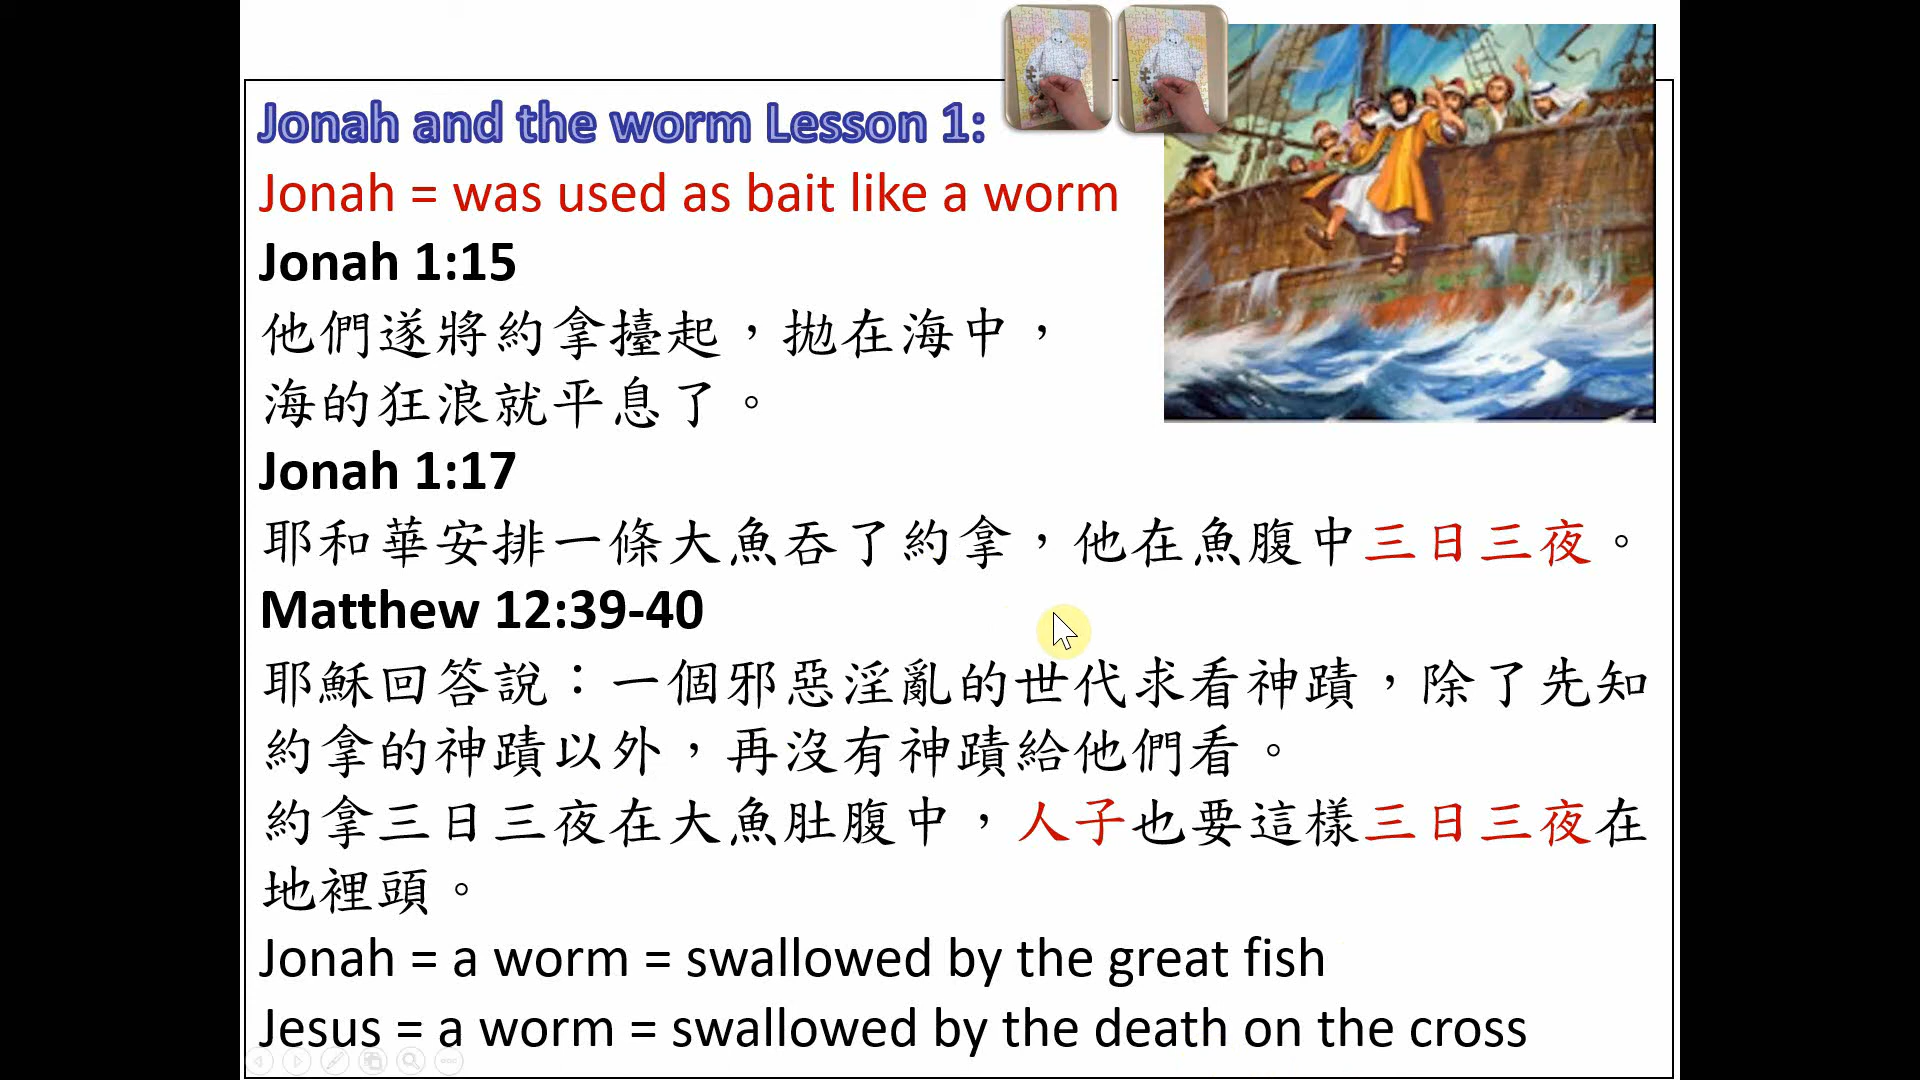 Jonah and the worm Lesson 1:
Jonah = was used as bait like a worm
Jonah 1:15
他們遂將約拿擡起，拋在海中，
海的狂浪就平息了。
Jonah 1:17
耶和華安排一條大魚吞了約拿，他在魚腹中三日三夜。
Matthew 12:39-40
耶穌回答說：一個邪惡淫亂的世代求看神蹟，除了先知
約拿的神蹟以外，再沒有神蹟給他們看。
約拿三日三夜在大魚肚腹中，人子也要這樣三日三夜在
地裡頭。
Jonah = a worm = swallowed by the great fish
Jesus = a worm = swallowed by the death on the cross